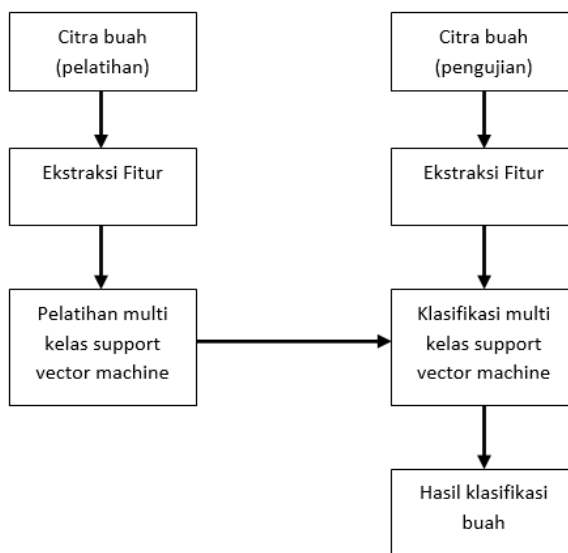 Citra buah
(pelatihan)
Ekstraksi Fitur
Pelatihan multi
kelas support
vector machine
Citra buah
(pengujian)
Ekstraksi Fitur
Klasifikasi multi
kelas support
vector machine
Hasil klasifikasi
buah